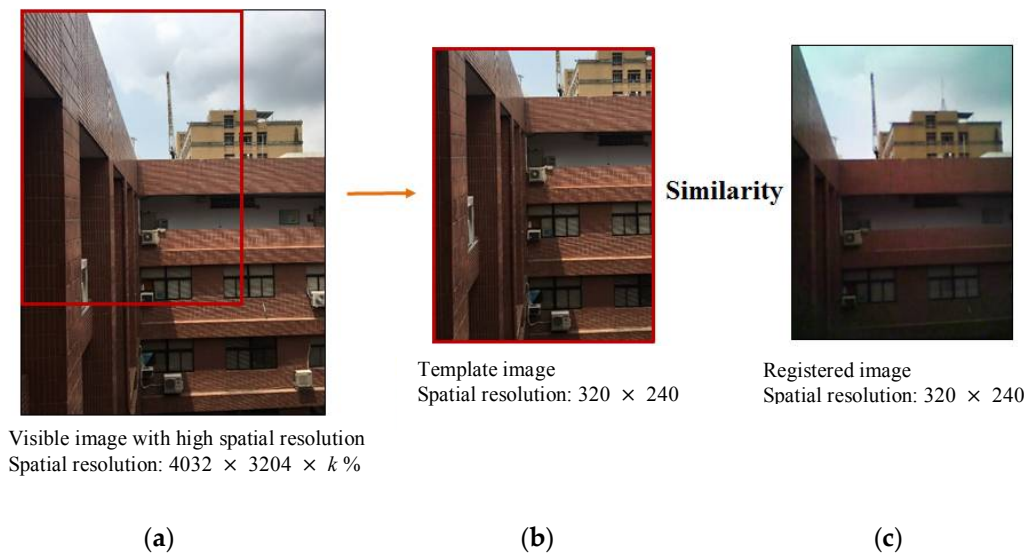 Similarity
Template image
Spatial resolution: 320 × 240
Registered image
Spatial resolution: 320 × 240
Visible image with high spatial resolution
Spatial resolution: 4032 × 3204 × k %
(a)
(b)
(c)